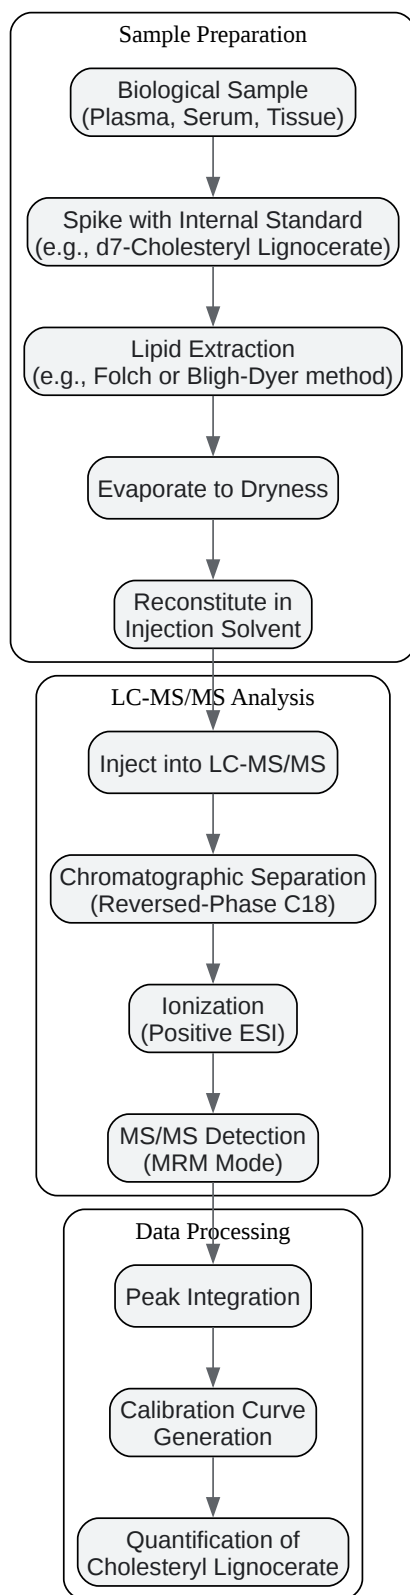 Sample Preparation
Biological Sample
(Plasma, Serum, Tissue)
Spike with Internal Standard
(e.g., d7-Cholesteryl Lignocerate)
Lipid Extraction
(e.g., Folch or Bligh-Dyer method)
Evaporate to Dryness
Reconstitute in
Injection Solvent
LC-MS/MS Analysis
Inject into LC-MS/MS
Chromatographic Separation
(Reversed-Phase C18)
Ionization
(Positive ESI)
MS/MS Detection
(MRM Mode)
Data Processing
Peak Integration
Calibration Curve
Generation
Quantification of
Cholesteryl Lignocerate